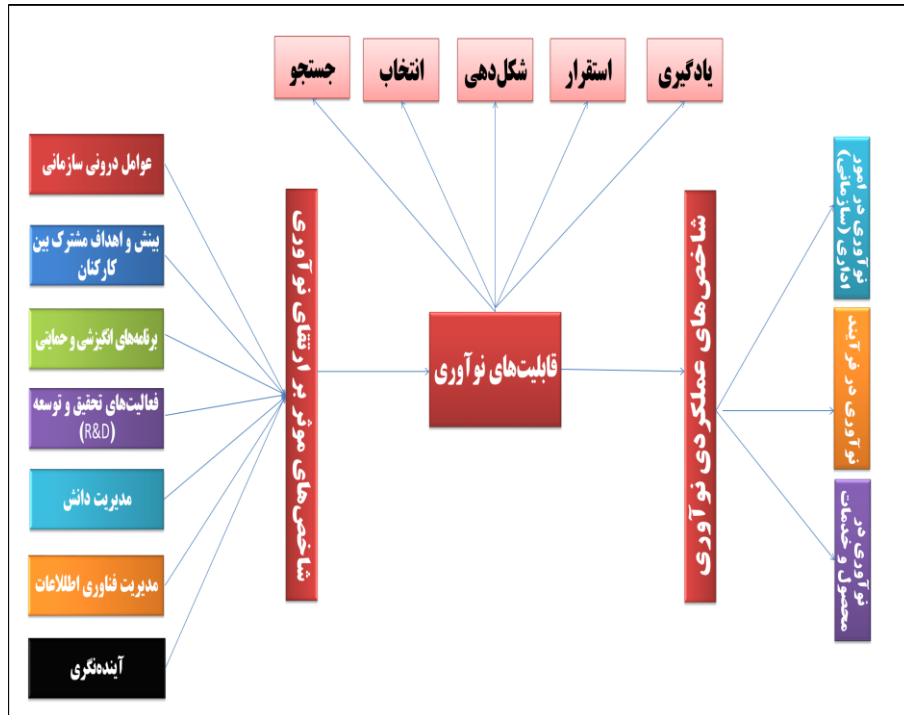 یادگیری
استقرار
شکل‌دهی
انتخاب
جستجو
عوامل درونی سازمانی
بینش و اهداف مشترک بین
کارکنان
برنامه‌های انگیزشی و حمایتی
فعالیت‌های تحقیق و توسعه
(R&D)
مدیریت دانش
مدیریت فناوری اطلاعات
آینده‌نگری
شاخص‌های موثر بر ارتقای نوآوری
قابلیت‌های نوآوری
شاخص‌های عملکردی نوآوری
نوآوری در امور
اداری (سازمانی)
نوآوری در فرآیند
نوآوری در
محصول و خدمات